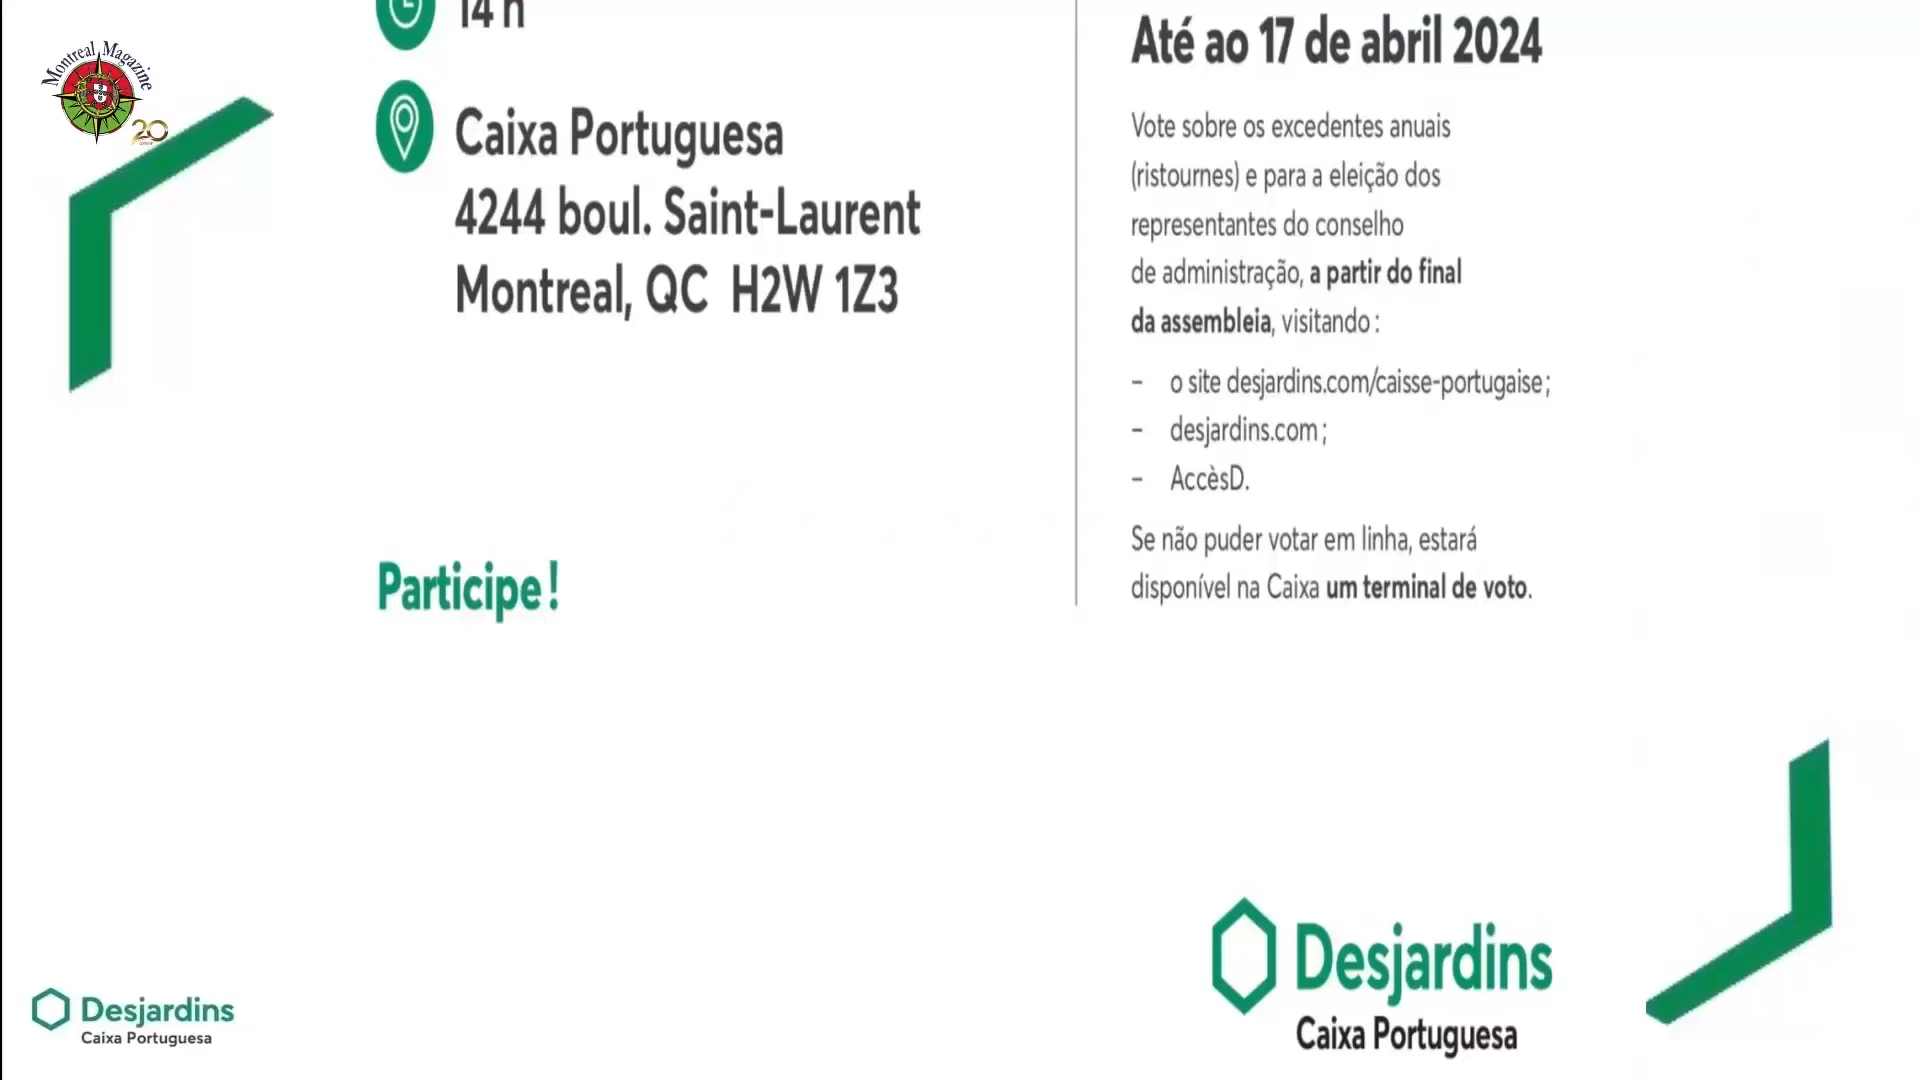 Montreal Magazine
20
14 h
Caixa Portuguesa
4244 boul. Saint-Laurent
Montreal, QC H2W 1Z3
Participe !
Até ao 17 de abril 2024
Vote sobre os excedentes anuais
(ristournes) e para a eleição dos
representantes do conselho
de administração, a partir do final
da assembleia, visitando :
– o site desjardins.com/caisse-portugaise ;
– desjardins.com ;
– AccèsD.
Se não puder votar em linha, estará
disponível na Caixa um terminal de voto.
Desjardins
Caixa Portuguesa
Desjardins
Caixa Portuguesa